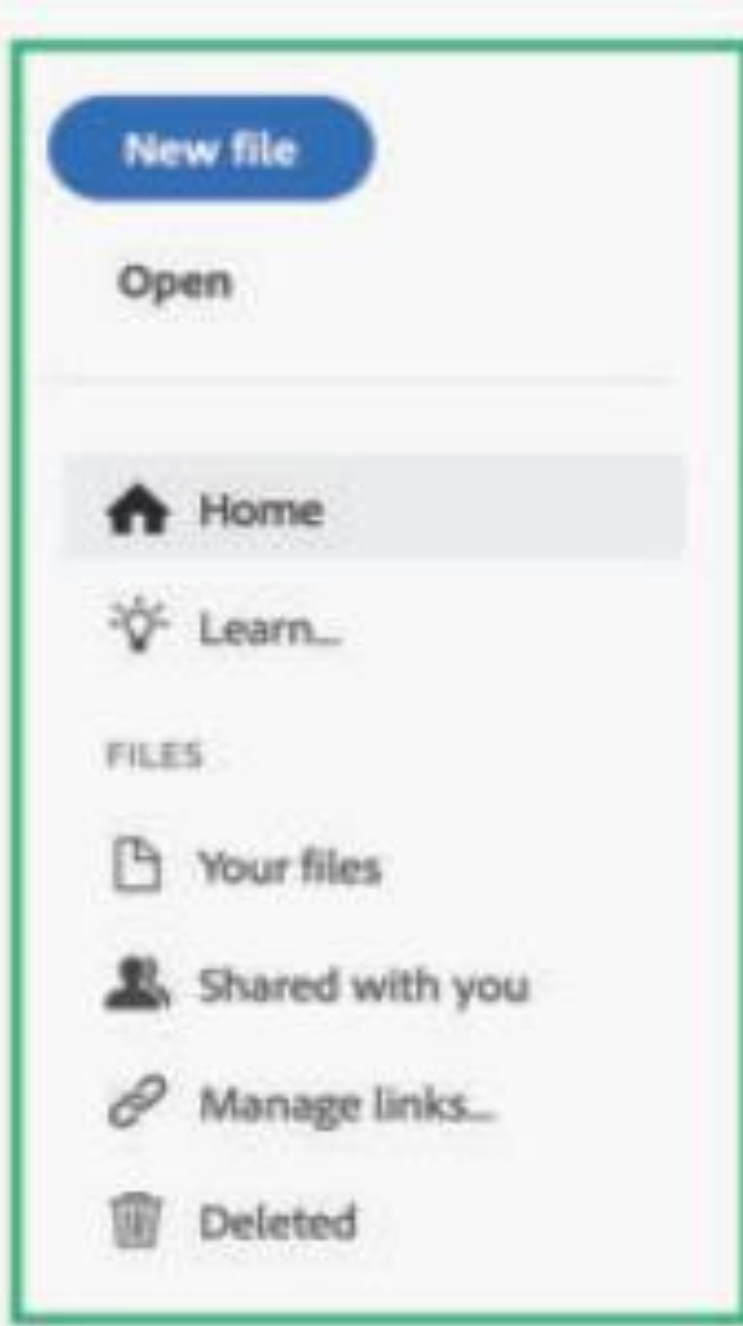 New file
Open
Home
Learn...
FILES
Your files
Shared with you
Manage links...
Deleted